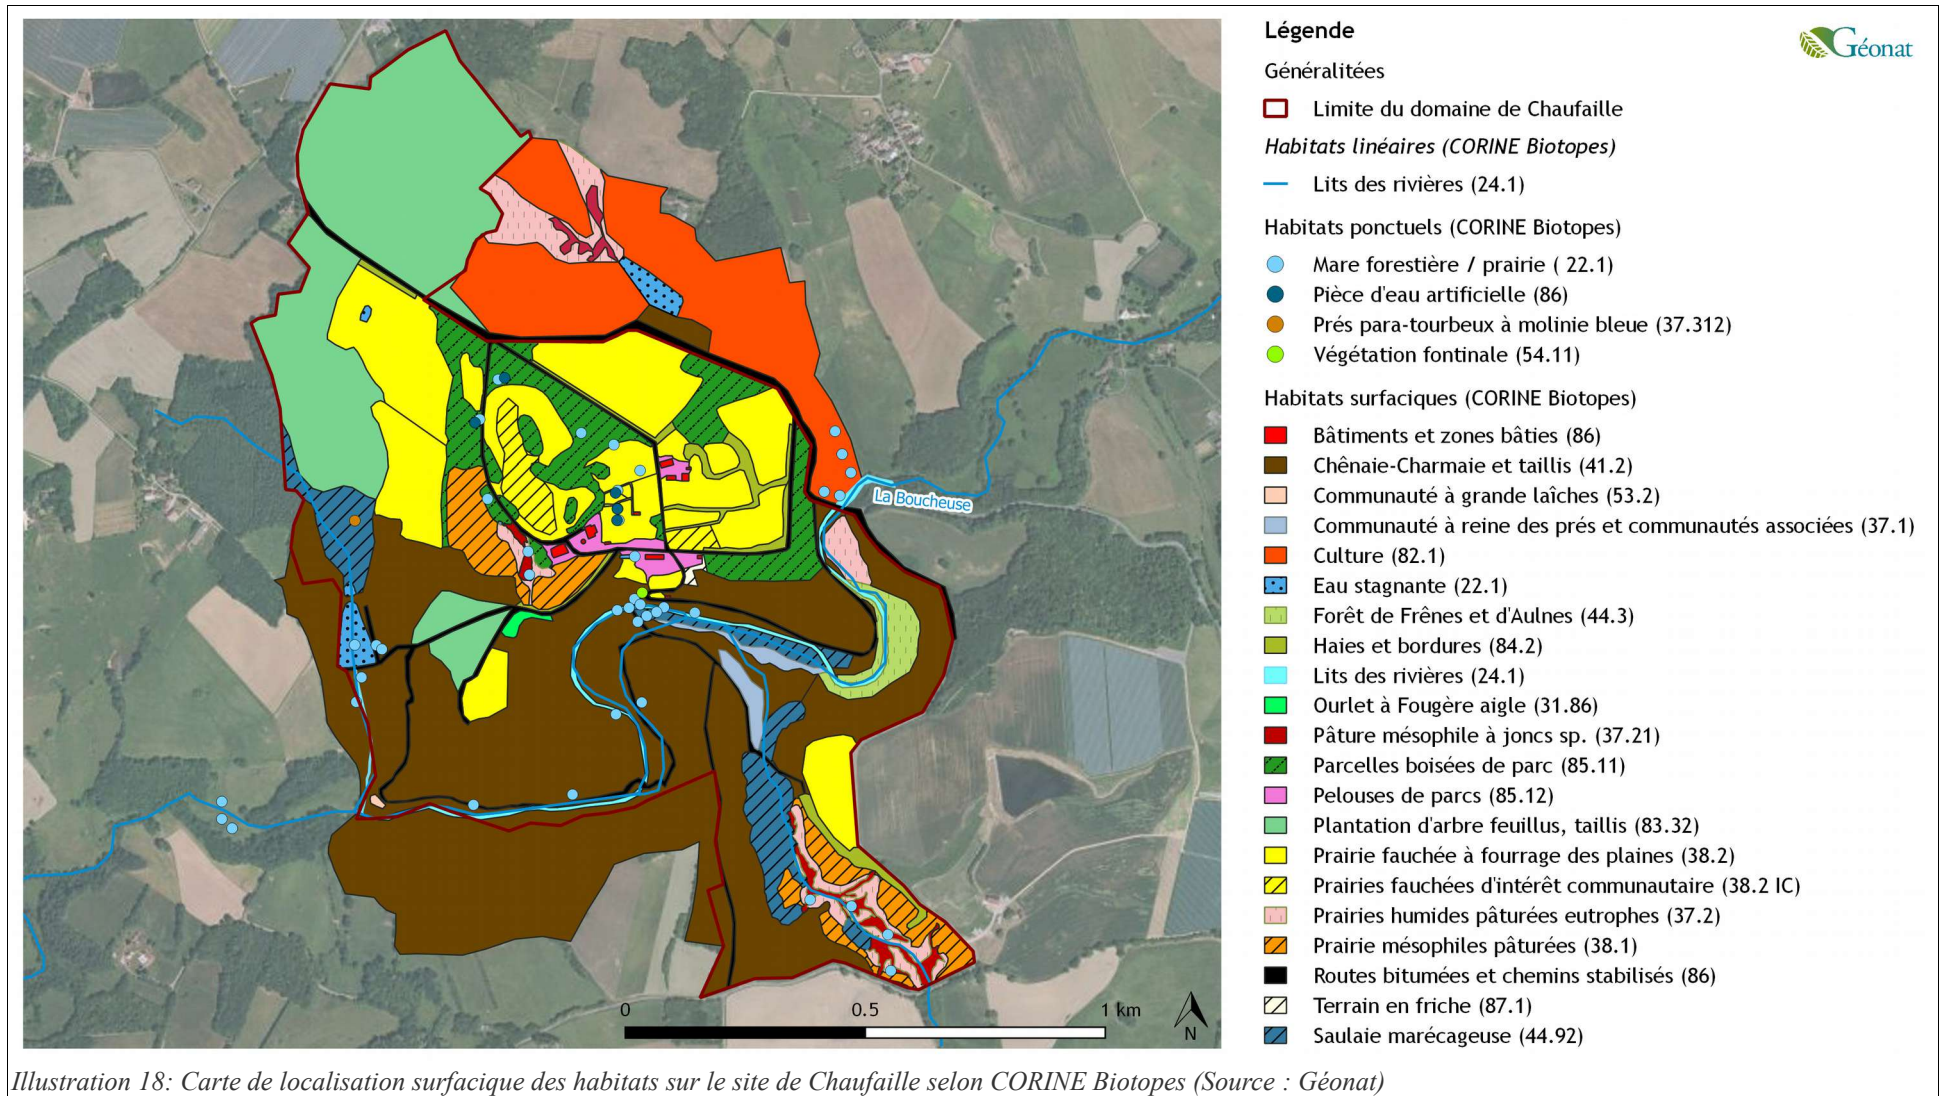 Légende
Géonat
Généralitées
Limite du domaine de Chaufaille
Habitats linéaires (CORINE Biotopes)
Lits des rivières (24.1)
Habitats ponctuels (CORINE Biotopes)
Mare forestière / prairie ( 22.1)
Pièce d'eau artificielle (86)
Prés para-tourbeux à molinie bleue (37.312)
Végétation fontinale (54.11)
Habitats surfaciques (CORINE Biotopes)
Bâtiments et zones bâties (86)
Chênaie-Charmaie et taillis (41.2)
Communauté à grande laîches (53.2)
Communauté à reine des prés et communautés associées (37.1)
Culture (82.1)
Eau stagnante (22.1)
Forêt de Frênes et d'Aulnes (44.3)
Haies et bordures (84.2)
Lits des rivières (24.1)
Ourlet à Fougère aigle (31.86)
Pâture mésophile à joncs sp. (37.21)
Parcelles boisées de parc (85.11)
Pelouses de parcs (85.12)
Plantation d'arbre feuillus, taillis (83.32)
Prairie fauchée à fourrage des plaines (38.2)
Prairies fauchées d'intérêt communautaire (38.2 IC)
Prairies humides pâturées eutrophes (37.2)
Prairie mésophiles pâturées (38.1)
Routes bitumées et chemins stabilisés (86)
Terrain en friche (87.1)
Saulaie marécageuse (44.92)
La Boucheuse
0 0.5 1 km
N
Illustration 18: Carte de localisation surfacique des habitats sur le site de Chaufaille selon CORINE Biotopes (Source : Géonat)